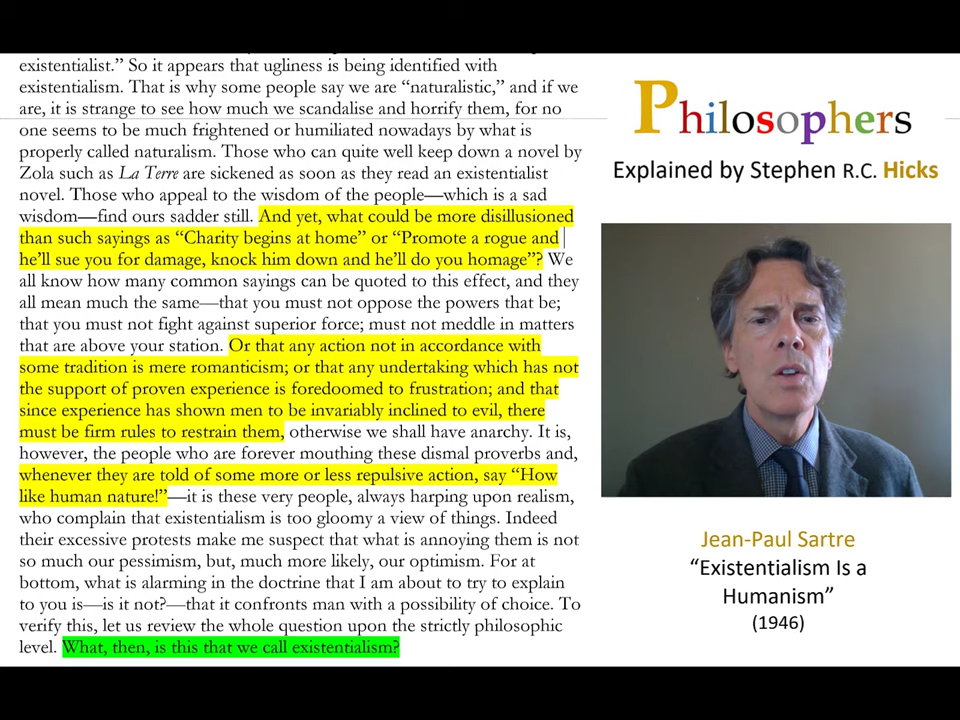 existentialist.” So it appears that ugliness is being identified with
existentialism. That is why some people say we are “naturalistic,” and if we
are, it is strange to see how much we scandalise and horrify them, for no
one seems to be much frightened or humiliated nowadays by what is
properly called naturalism. Those who can quite well keep down a novel by
Zola such as La Terre are sickened as soon as they read an existentialist
novel. Those who appeal to the wisdom of the people—which is a sad
wisdom—find ours sadder still. And yet, what could be more disillusioned
than such sayings as “Charity begins at home” or “Promote a rogue and
he’ll sue you for damage, knock him down and he’ll do you homage”? We
all know how many common sayings can be quoted to this effect, and they
all mean much the same—that you must not oppose the powers that be;
that you must not fight against superior force; must not meddle in matters
that are above your station. Or that any action not in accordance with
some tradition is mere romanticism; or that any undertaking which has not
the support of proven experience is foredoomed to frustration; and that
since experience has shown men to be invariably inclined to evil, there
must be firm rules to restrain them, otherwise we shall have anarchy. It is,
however, the people who are forever mouthing these dismal proverbs and,
whenever they are told of some more or less repulsive action, say “How
like human nature!”—it is these very people, always harping upon realism,
who complain that existentialism is too gloomy a view of things. Indeed
their excessive protests make me suspect that what is annoying them is not
so much our pessimism, but, much more likely, our optimism. For at
bottom, what is alarming in the doctrine that I am about to try to explain
to you is—is it not?—that it confronts man with a possibility of choice. To
verify this, let us review the whole question upon the strictly philosophic
level. What, then, is this that we call existentialism?
Philosophers
Explained by Stephen R.C. Hicks
Jean-Paul Sartre
“Existentialism Is a
Humanism”
(1946)